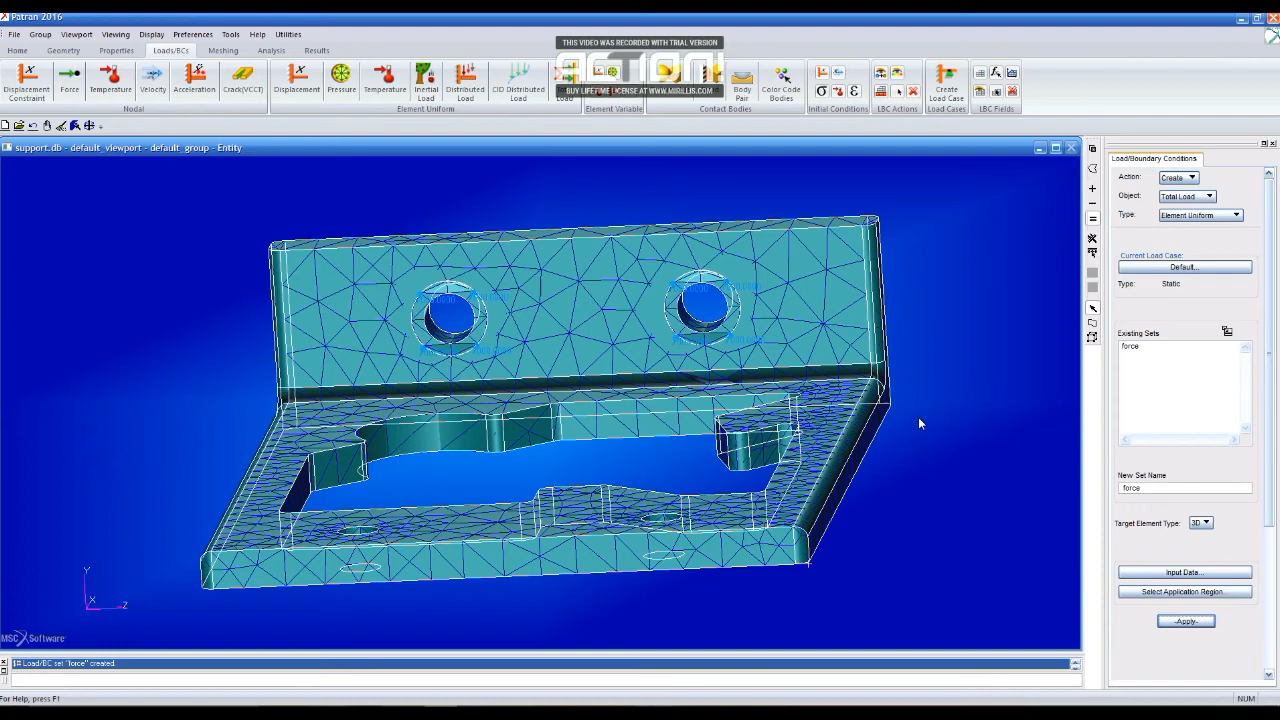 Patran 2016
File Group Viewport Viewing Display Preferences Tools Help Utilities
Home Geometry Properties Loads/BCs Meshing Analysis Results
THIS VIDEO WAS RECORDED WITH TRIAL VERSION
BUY LIFETIME LICENSE AT WWW.MIRILLIS.COM
Displacement Constraint Force Temperature Velocity Acceleration Crack(VCCT) Displacement Pressure Temperature Inertial Load Distributed Load CID Distributed Load Body Pair Color Code Bodies Create Load Case
Nodal Element Uniform Element Variable Contact Bodies Initial Conditions LBC Actions Load Cases LBC Fields
support.db - default_viewport - default_group - Entity
Load/Boundary Conditions
Action: Create
Object: Total Load
Type: Element Uniform
Current Load Case:
Default...
Type: Static
Existing Sets
force
New Set Name
force
Target Element Type: 3D
Input Data...
Select Application Region...
-Apply-
Y
X
Z
MSC Software
!# Load/BC set "force" created.
For Help, press F1
NUM